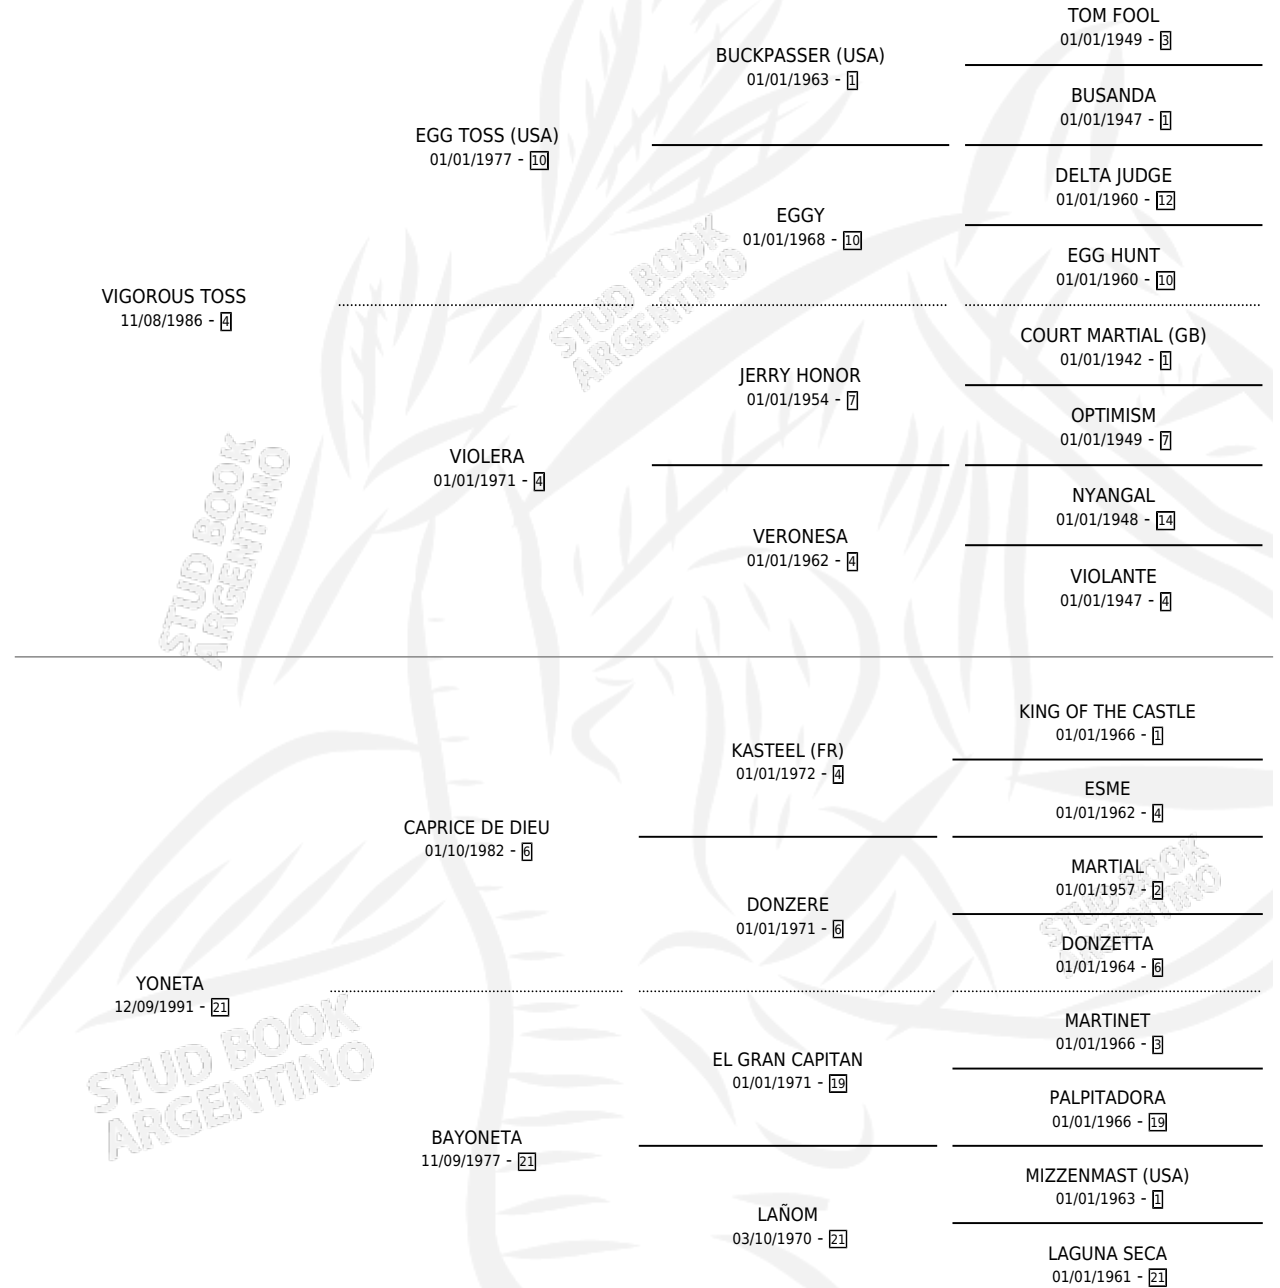 TOM FOOL
01/01/1949 - 3
BUCKPASSER (USA)
01/01/1963 - 1
BUSANDA
01/01/1947 - 1
EGG TOSS (USA)
01/01/1977 - 10
DELTA JUDGE
01/01/1960 - 12
EGGY
01/01/1968 - 10
EGG HUNT
01/01/1960 - 10
VIGOROUS TOSS
11/08/1986 - 4
COURT MARTIAL (GB)
01/01/1942 - 1
JERRY HONOR
01/01/1954 - 7
OPTIMISM
01/01/1949 - 7
VIOLERA
01/01/1971 - 4
NYANGAL
01/01/1948 - 14
VERONESA
01/01/1962 - 4
VIOLANTE
01/01/1947 - 4
KING OF THE CASTLE
01/01/1966 - 1
KASTEEL (FR)
01/01/1972 - 4
ESME
01/01/1962 - 4
CAPRICE DE DIEU
01/10/1982 - 6
MARTIAL
01/01/1957 - 2
DONZERE
01/01/1971 - 6
DONZETTA
01/01/1964 - 6
YONETA
12/09/1991 - 21
MARTINET
01/01/1966 - 3
EL GRAN CAPITAN
01/01/1971 - 19
PALPITADORA
01/01/1966 - 19
BAYONETA
11/09/1977 - 21
MIZZENMAST (USA)
01/01/1963 - 1
LAÑOM
03/10/1970 - 21
LAGUNA SECA
01/01/1961 - 21
STUD BOOK
ARGENTINO
STUD BOOK
ARGENTINO
STUD BOOK
ARGENTINO
STUD BOOK
ARGENTINO